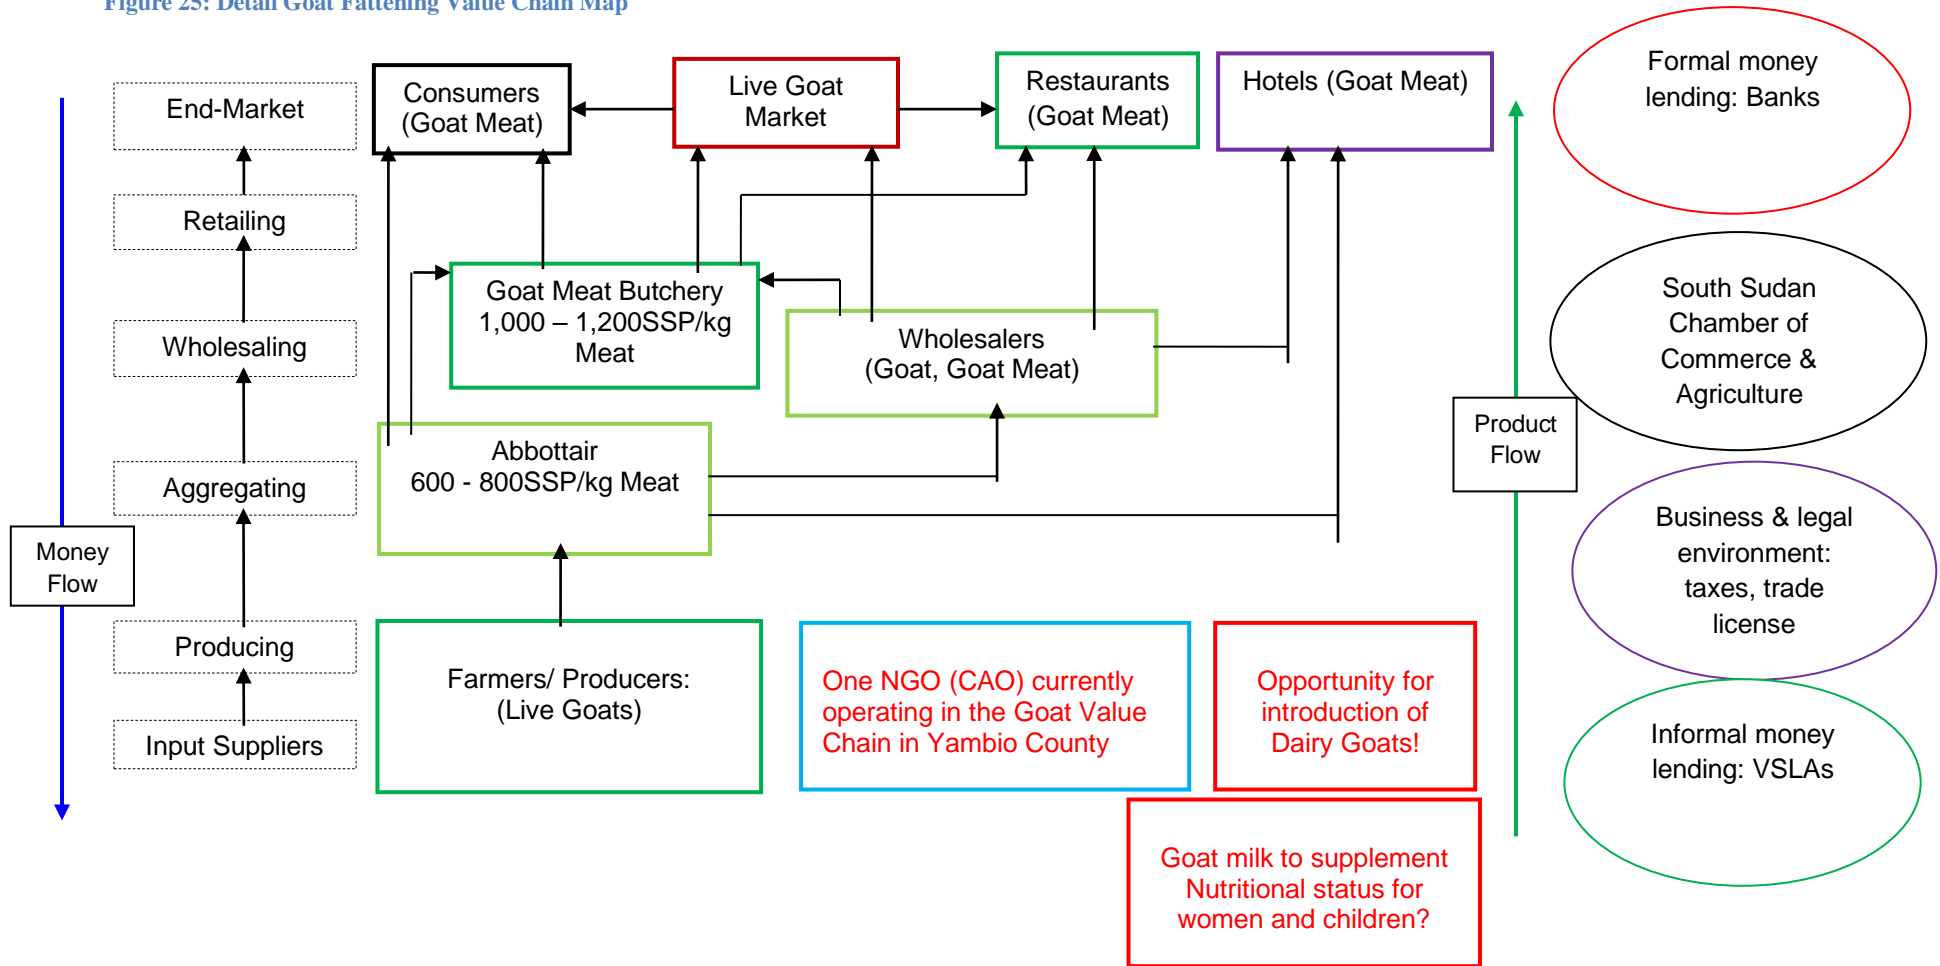 Figure 25: Detail Goat Fattening Value Chain Map
End-Market
Retailing
Wholesaling
Aggregating
Producing
Input Suppliers
Money
Flow
Consumers
(Goat Meat)
Live Goat
Market
Restaurants
(Goat Meat)
Hotels (Goat Meat)
Goat Meat Butchery
1,000 – 1,200SSP/kg
Meat
Wholesalers
(Goat, Goat Meat)
Abbottair
600 - 800SSP/kg Meat
Farmers/ Producers:
(Live Goats)
One NGO (CAO) currently
operating in the Goat Value
Chain in Yambio County
Opportunity for
introduction of
Dairy Goats!
Goat milk to supplement
Nutritional status for
women and children?
Product
Flow
Formal money
lending: Banks
South Sudan
Chamber of
Commerce &
Agriculture
Business & legal
environment:
taxes, trade
license
Informal money
lending: VSLAs